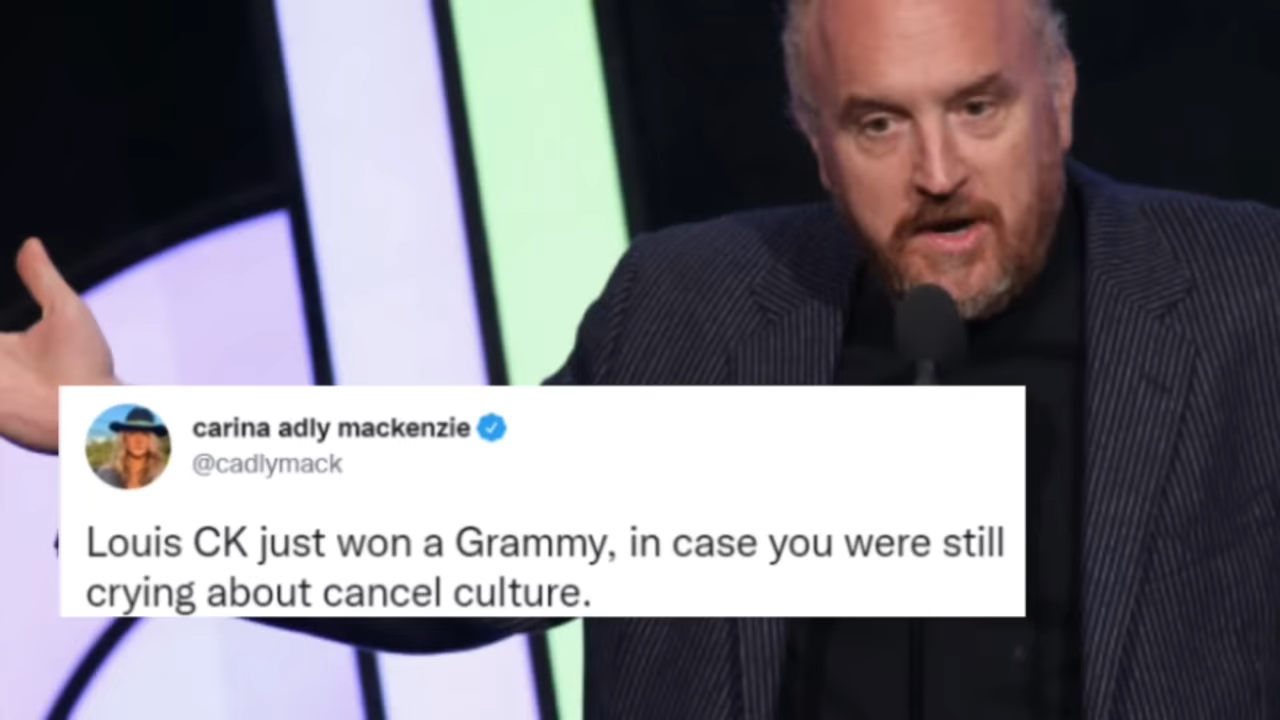 carina adly mackenzie
@cadlymack
Louis CK just won a Grammy, in case you were still
crying about cancel culture.